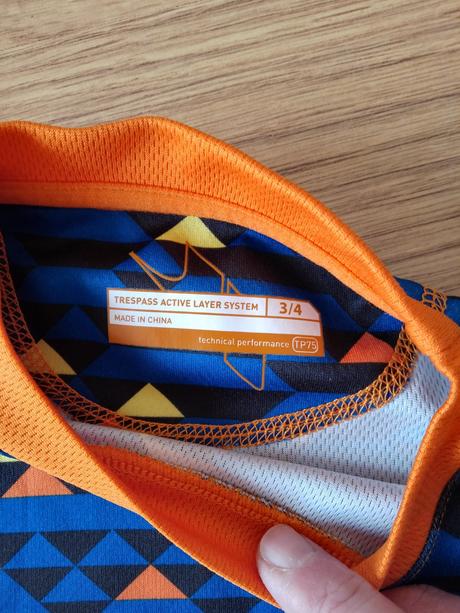 TRESPASS ACTIVE LAYER SYSTEM 3/4
MADE IN CHINA
technical performance TP75